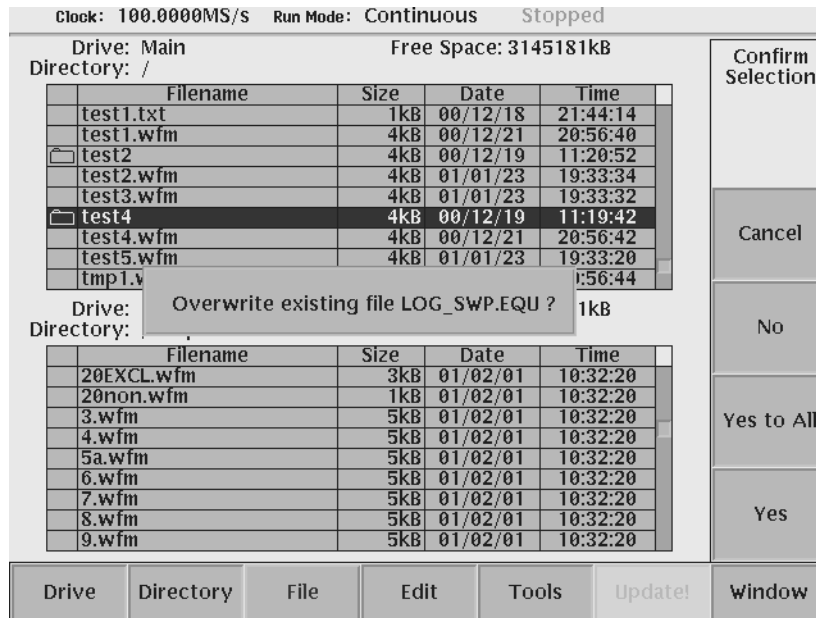 Clock: 100.0000MS/s Run Mode: Continuous Stopped
Drive: Main Free Space: 3145181kB
Directory: /
Filename Size Date Time
test1.txt 1kB 00/12/18 21:44:14
test1.wfm 4kB 00/12/21 20:56:40
test2 4kB 00/12/19 11:20:52
test2.wfm 4kB 01/01/23 19:33:34
test3.wfm 4kB 01/01/23 19:33:32
test4 4kB 00/12/19 11:19:42
test4.wfm 4kB 00/12/21 20:56:42
test5.wfm 4kB 01/01/23 19:33:20
tmp1. :56:44
Overwrite existing file LOG_SWP.EQU ?
Drive: 1kB
Directory:
Filename Size Date Time
20EXCL.wfm 3kB 01/02/01 10:32:20
20non.wfm 1kB 01/02/01 10:32:20
3.wfm 5kB 01/02/01 10:32:20
4.wfm 5kB 01/02/01 10:32:20
5a.wfm 5kB 01/02/01 10:32:20
6.wfm 5kB 01/02/01 10:32:20
7.wfm 5kB 01/02/01 10:32:20
8.wfm 5kB 01/02/01 10:32:20
9.wfm 5kB 01/02/01 10:32:20
Confirm
Selection
Cancel
No
Yes to All
Yes
Drive Directory File Edit Tools Update! Window